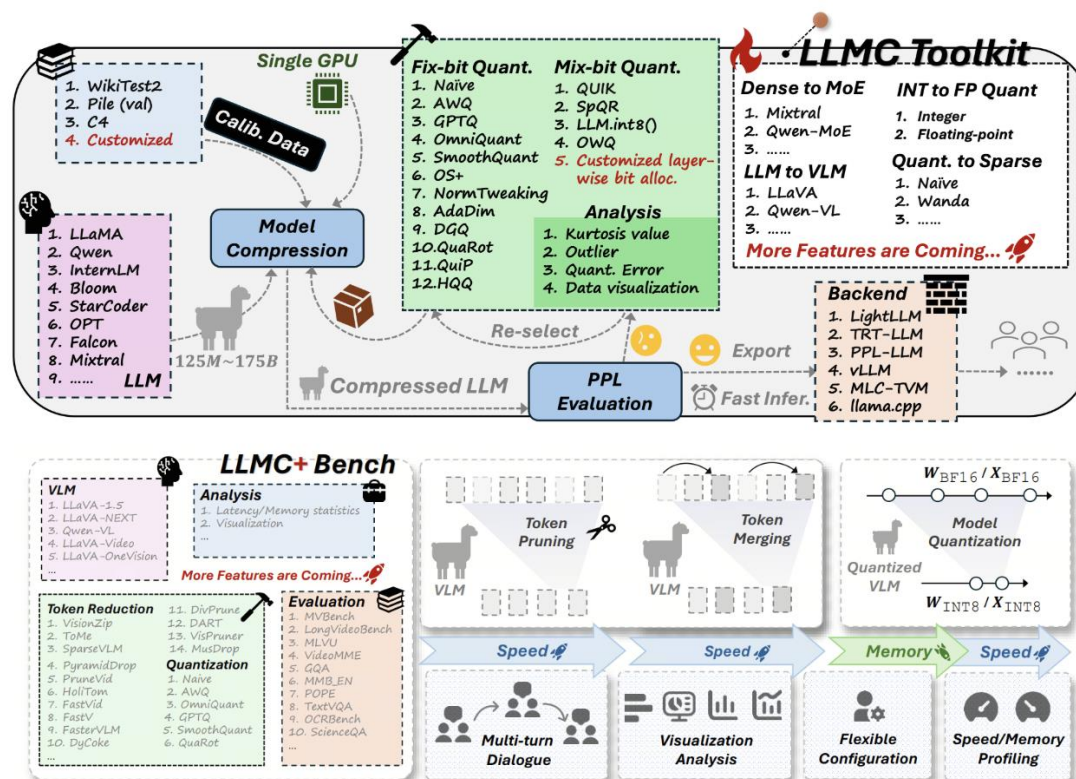 LLMC Toolkit
1. WikiTest2
2. Pile (val)
3. C4
4. Customized
Single GPU
Calib. Data
Model
Compression
1. LLaMA
2. Qwen
3. InternLM
4. Bloom
5. StarCoder
6. OPT
7. Falcon
8. Mixtral
9. ......
LLM
125M~175B
Fix-bit Quant.
1. Naïve
2. AWQ
3. GPTQ
4. OmniQuant
5. SmoothQuant
6. OS+
7. NormTweaking
8. AdaDim
9. DGQ
10.QuaRot
11.QuiP
12.HQQ
Mix-bit Quant.
1. QUIK
2. SpQR
3. LLM.int8()
4. OWQ
5. Customized layer-
wise bit alloc.
Analysis
1. Kurtosis value
2. Outlier
3. Quant. Error
4. Data visualization
Dense to MoE
1. Mixtral
2. Qwen-MoE
3. ......
LLM to VLM
1. LLaVA
2. Qwen-VL
3. ......
INT to FP Quant
1. Integer
2. Floating-point
Quant. to Sparse
1. Naïve
2. Wanda
3. ......
More Features are Coming...
Re-select
Compressed LLM
PPL
Evaluation
Export
Fast Infer.
Backend
1. LightLLM
2. TRT-LLM
3. PPL-LLM
4. vLLM
5. MLC-TVM
6. llama.cpp
......
LLMC+ Bench
VLM
1. LLaVA-1.5
2. LLaVA-NEXT
3. Qwen-VL
4. LLaVA-Video
5. LLaVA-OneVision
...
Analysis
1. Latency/Memory statistics
2. Visualization
...
More Features are Coming...
Token Reduction
1. VisionZip
2. ToMe
3. SparseVLM
4. PyramidDrop
5. PruneVid
6. HoliTom
7. FastVid
8. FastV
9. FasterVLM
10. DyCoke
...
11. DivPrune
12. DART
13. VisPruner
14. MusDrop
Quantization
1. Naive
2. AWQ
3. OmniQuant
4. GPTQ
5. SmoothQuant
6. QuaRot
Evaluation
1. MVBench
2. LongVideoBench
3. MLVU
4. VideoMME
5. GQA
6. MMB_EN
7. POPE
8. TextVQA
9. OCRBench
10. ScienceQA
...
Token
Pruning
VLM
Token
Merging
VLM
W_BF16 / X_BF16
Model
Quantization
Quantized
VLM
W_INT8 / X_INT8
Speed
Speed
Memory
Speed
Multi-turn
Dialogue
Visualization
Analysis
Flexible
Configuration
Speed/Memory
Profiling